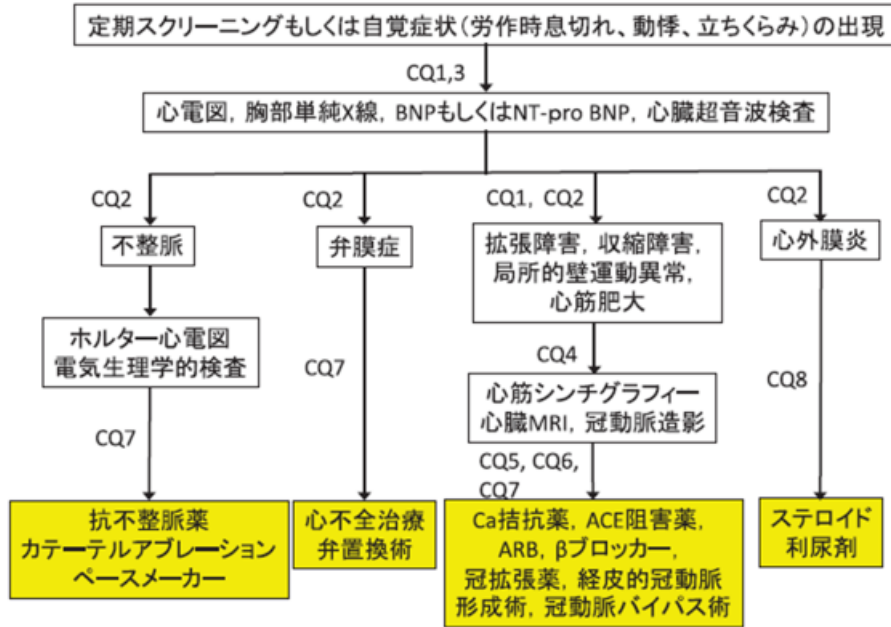 定期スクリーニングもしくは自覚症状(労作時息切れ、動悸、立ちくらみ)の出現
CQ1,3
心電図, 胸部単純X線, BNPもしくはNT-pro BNP, 心臓超音波検査
CQ2
CQ2
CQ1, CQ2
CQ2
不整脈
弁膜症
拡張障害, 収縮障害,
局所的壁運動異常,
心筋肥大
心外膜炎
ホルター心電図
電気生理学的検査
CQ7
CQ4
CQ8
心筋シンチグラフィー
心臓MRI, 冠動脈造影
CQ7
CQ5, CQ6,
CQ7
抗不整脈薬
カテーテルアブレーション
ペースメーカー
心不全治療
弁置換術
Ca拮抗薬, ACE阻害薬,
ARB, βブロッカー,
冠拡張薬, 経皮的冠動脈
形成術, 冠動脈バイパス術
ステロイド
利尿剤